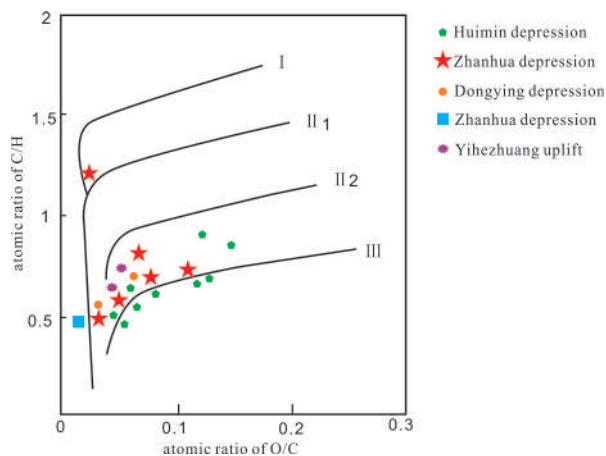 2
1.5
1
0.5
0
0.1
0.2
0.3
atomic ratio of C/H
atomic ratio of O/C
I
II 1
II 2
III
Huimin depression
Zhanhua depression
Dongying depression
Zhanhua depression
Yihezhuang uplift